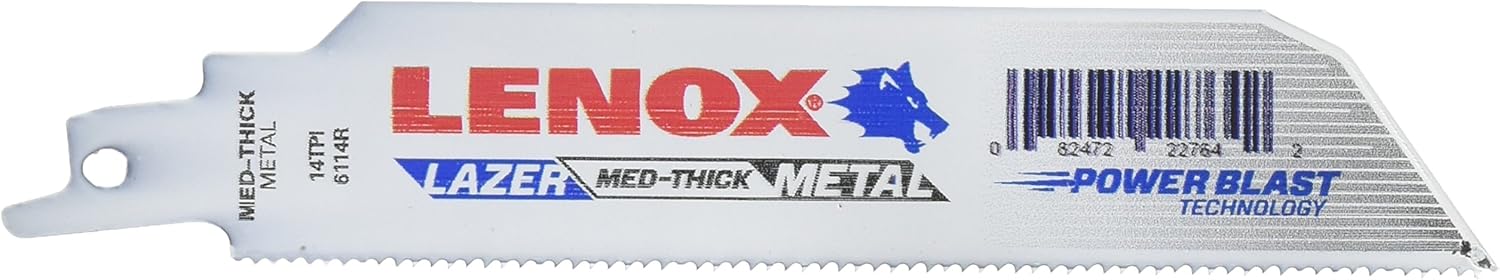 MED-THICK
METAL
14TPI
6114R
LENOX®
LAZER MED-THICK METAL
0 82472 22764 2
POWER BLAST
TECHNOLOGY